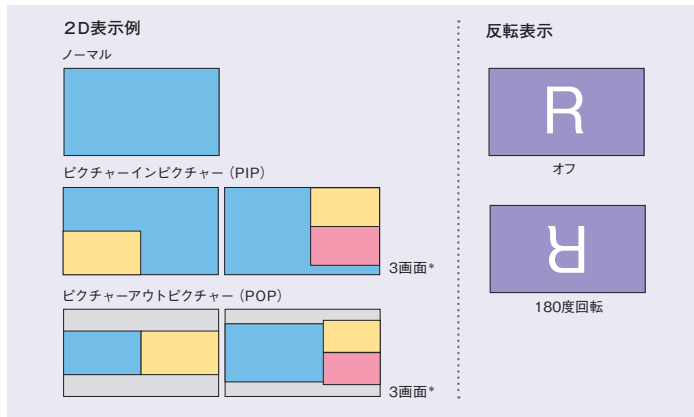 2D表示例
ノーマル
ピクチャーインピクチャー（PIP）
3画面*
ピクチャーアウトピクチャー（POP）
3画面*
反転表示
R
オフ
R
180度回転